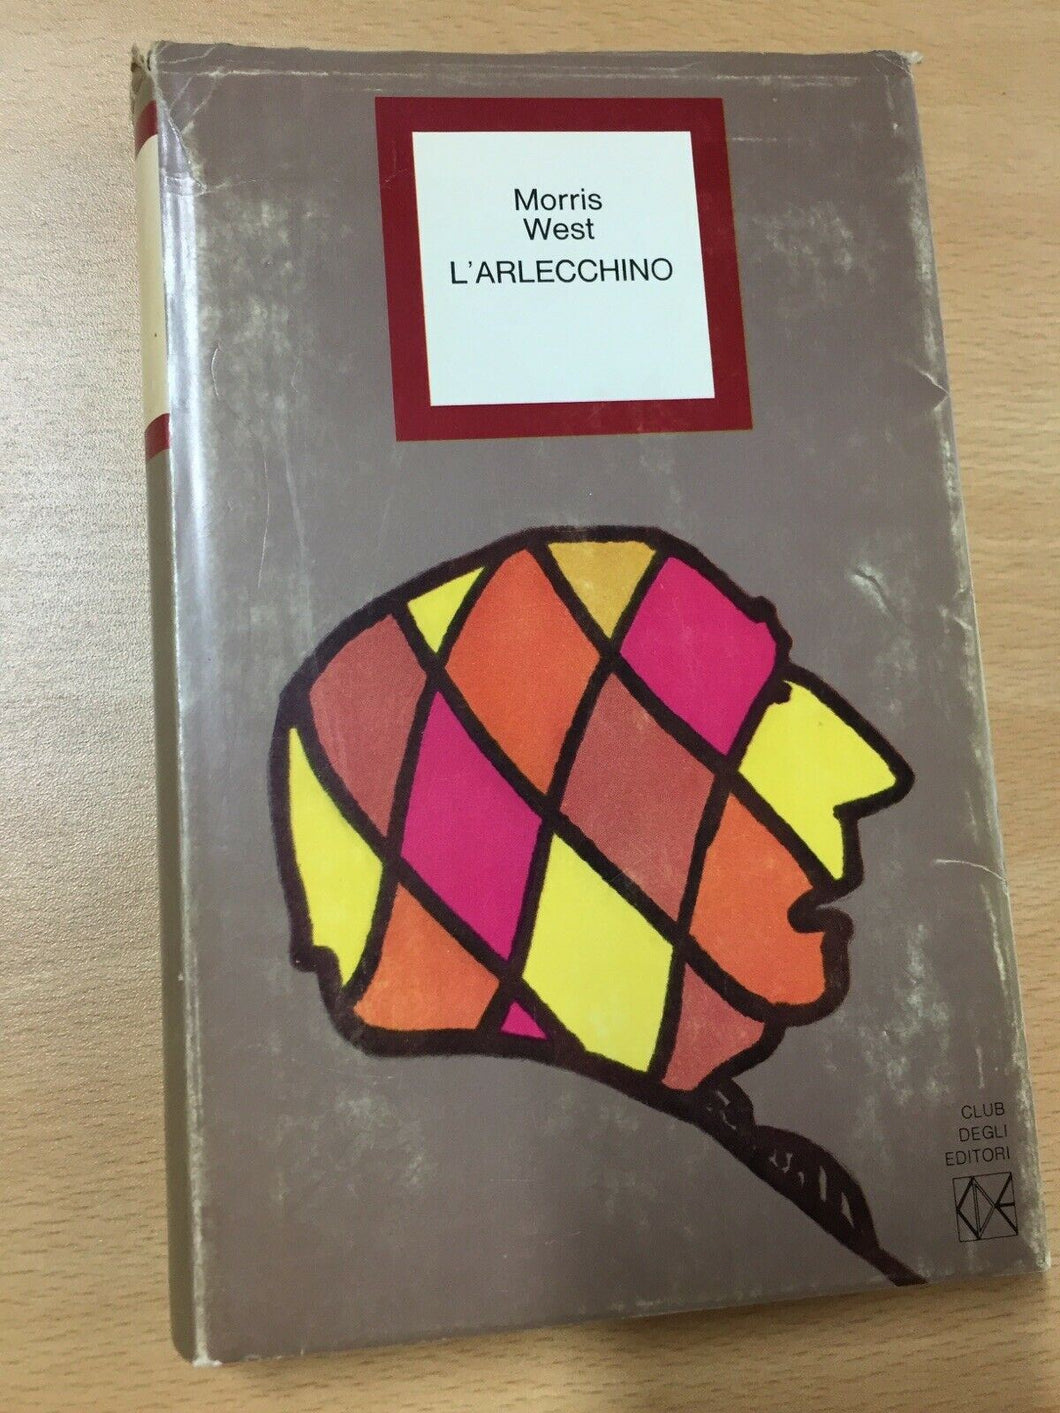 Morris
West
L'ARLECCHINO
CLUB
DEGLI
EDITORI